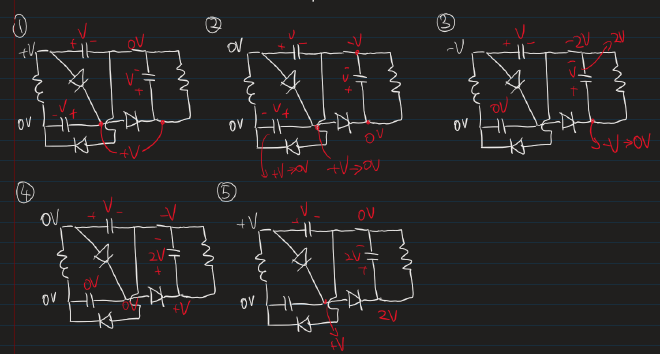 ① ② ③
+V + V - 0V V - + - V + 0V +V
0V + V - -V V - + - V + 0V 0V +V→0V +V→0V
-V + V - -2V 2V V - + 0V 0V -V→0V
④ ⑤
0V + V - -V - 2V + 0V 0V 0V +V
+V + V - 0V 2V - + 0V 2V +V